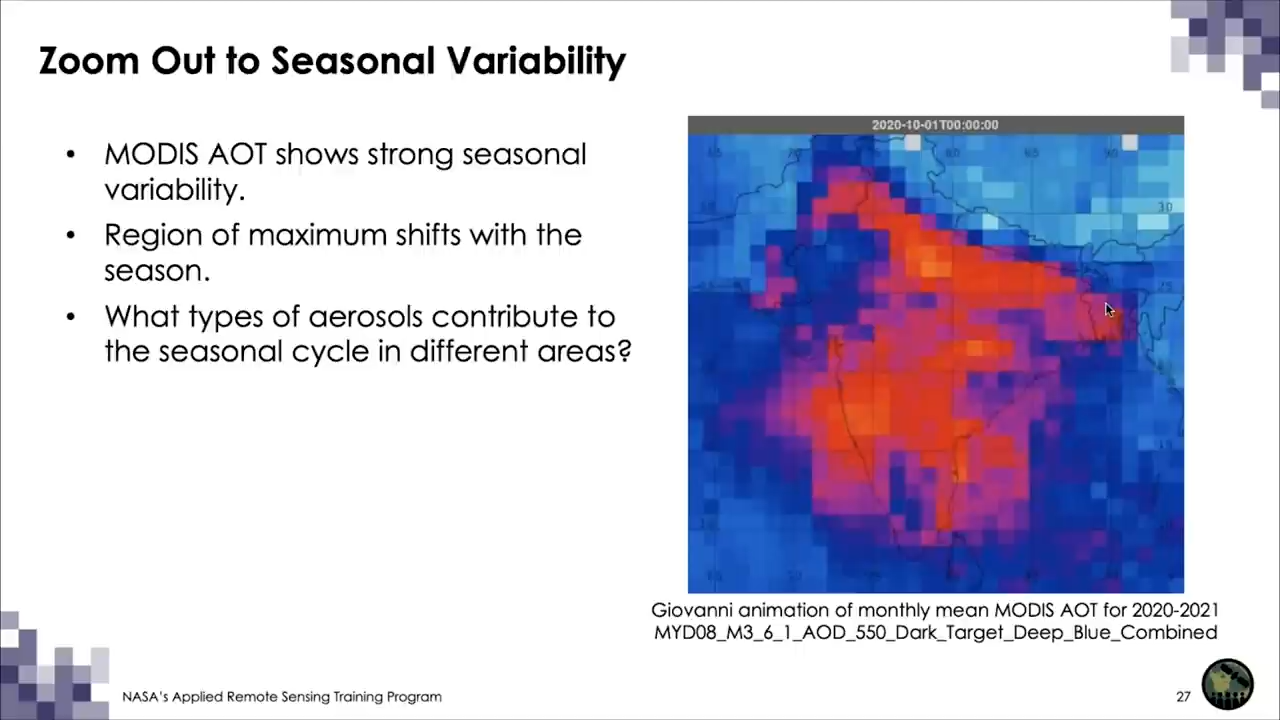 Zoom Out to Seasonal Variability
2020-10-01T00:00:00
• MODIS AOT shows strong seasonal
variability.
• Region of maximum shifts with the
season.
• What types of aerosols contribute to
the seasonal cycle in different areas?
Giovanni animation of monthly mean MODIS AOT for 2020-2021
MYD08_M3_6_1_AOD_550_Dark_Target_Deep_Blue_Combined
NASA's Applied Remote Sensing Training Program
27